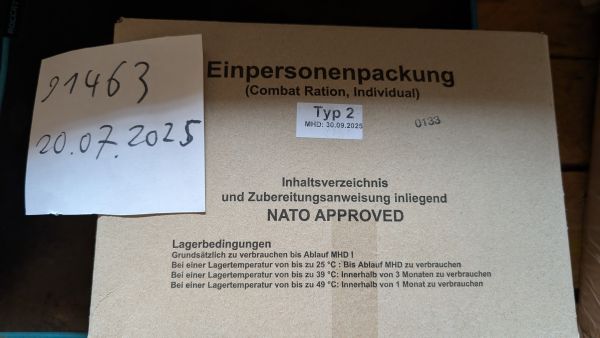 91463
20.07.2025
Einpersonenpackung
(Combat Ration, Individual)
Typ 2
MHD: 30.09.2025
0133
Inhaltsverzeichnis
und Zubereitungsanweisung inliegend
NATO APPROVED
Lagerbedingungen
Grundsätzlich zu verbrauchen bis Ablauf MHD !
Bei einer Lagertemperatur von bis zu 25 °C : Bis Ablauf MHD zu verbrauchen
Bei einer Lagertemperatur von bis zu 39 °C: Innerhalb von 3 Monaten zu verbrauchen
Bei einer Lagertemperatur von bis zu 49 °C: Innerhalb von 1 Monat zu verbrauchen